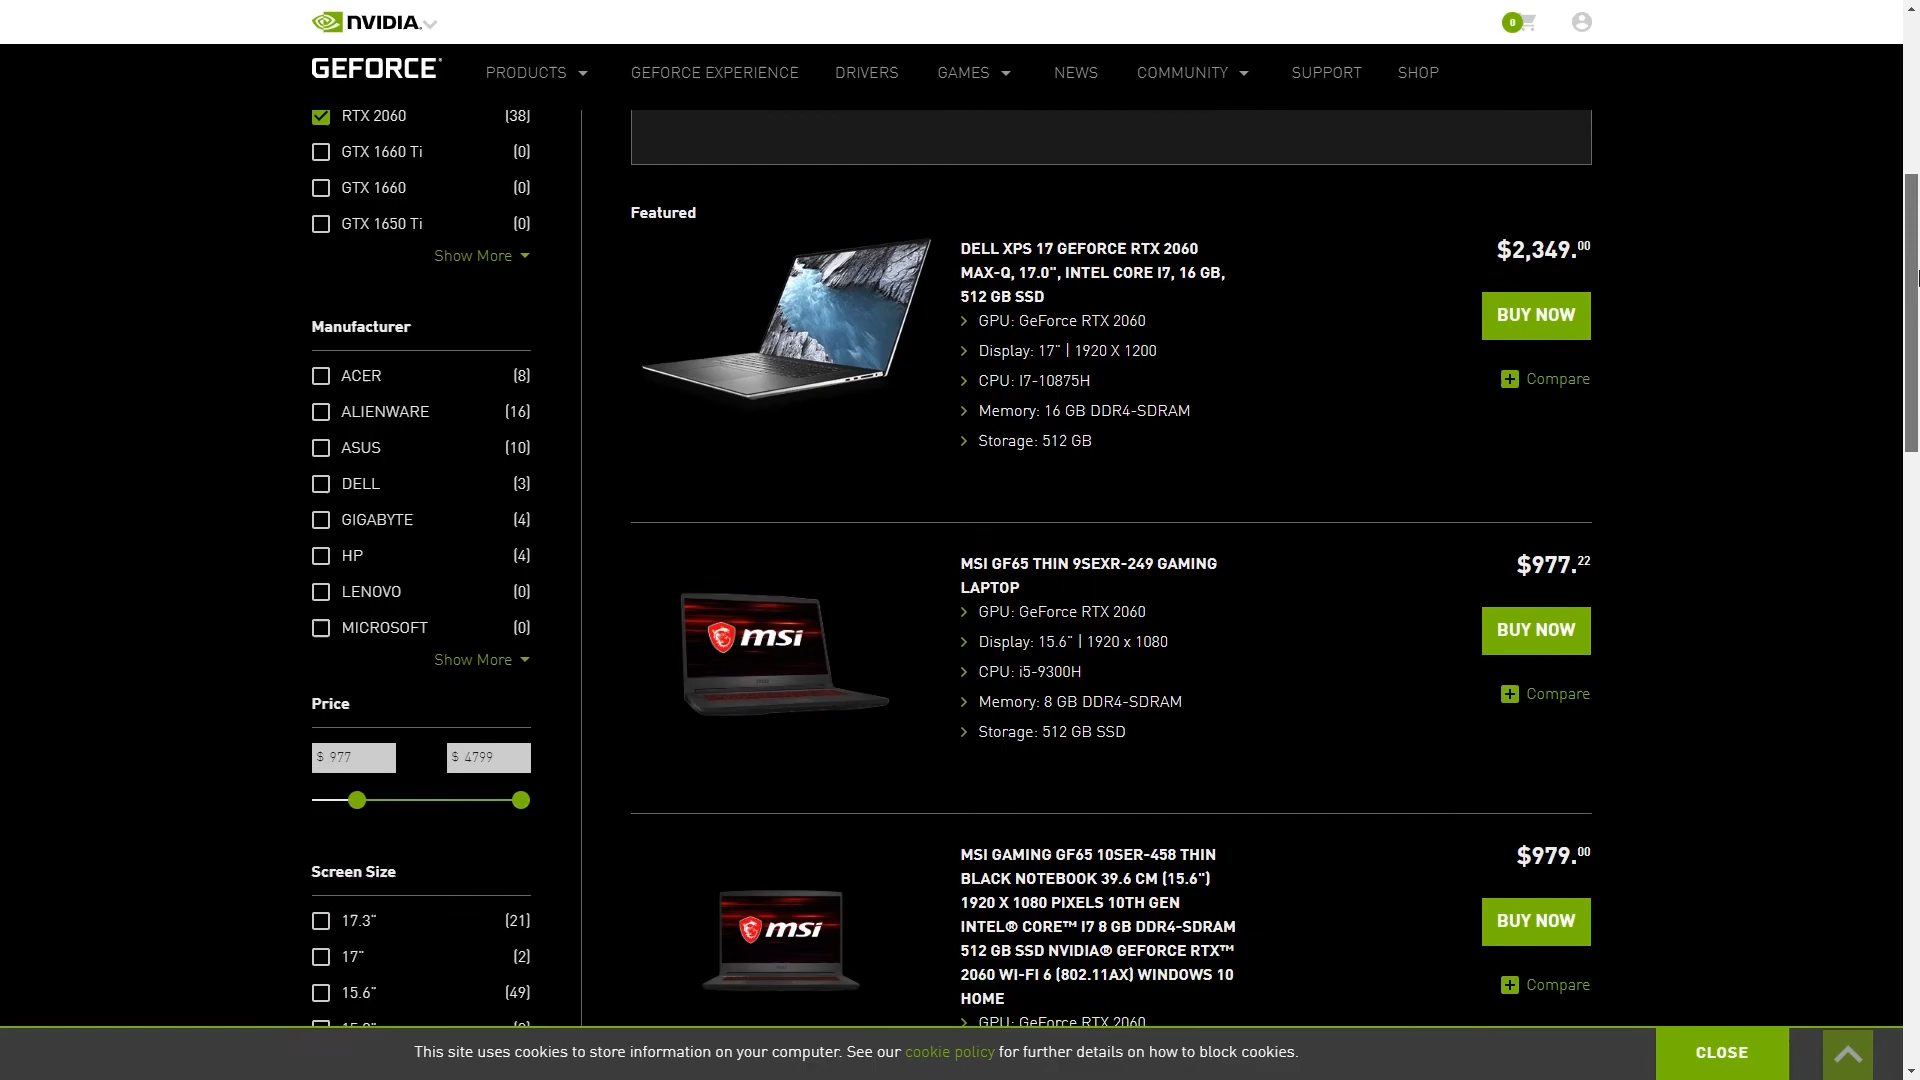 NVIDIA.
0
GEFORCE
PRODUCTS
GEFORCE EXPERIENCE
DRIVERS
GAMES
NEWS
COMMUNITY
SUPPORT
SHOP
RTX 2060 (38)
GTX 1660 Ti (0)
GTX 1660 (0)
GTX 1650 Ti (0)
Show More
Manufacturer
ACER (8)
ALIENWARE (16)
ASUS (10)
DELL (3)
GIGABYTE (4)
HP (4)
LENOVO (0)
MICROSOFT (0)
Show More
Price
$ 977
$ 4799
Screen Size
17.3" (21)
17" (2)
15.6" (49)
Featured
DELL XPS 17 GEFORCE RTX 2060
MAX-Q, 17.0", INTEL CORE I7, 16 GB,
512 GB SSD
GPU: GeForce RTX 2060
Display: 17" | 1920 X 1200
CPU: I7-10875H
Memory: 16 GB DDR4-SDRAM
Storage: 512 GB
$2,349.00
BUY NOW
Compare
msi
MSI GF65 THIN 9SEXR-249 GAMING
LAPTOP
GPU: GeForce RTX 2060
Display: 15.6" | 1920 x 1080
CPU: i5-9300H
Memory: 8 GB DDR4-SDRAM
Storage: 512 GB SSD
$977.22
BUY NOW
Compare
msi
MSI GAMING GF65 10SER-458 THIN
BLACK NOTEBOOK 39.6 CM (15.6")
1920 X 1080 PIXELS 10TH GEN
INTEL® CORE™ I7 8 GB DDR4-SDRAM
512 GB SSD NVIDIA® GEFORCE RTX™
2060 WI-FI 6 (802.11AX) WINDOWS 10
HOME
GPU: GeForce RTX 2060
$979.00
BUY NOW
Compare
This site uses cookies to store information on your computer. See our cookie policy for further details on how to block cookies.
CLOSE